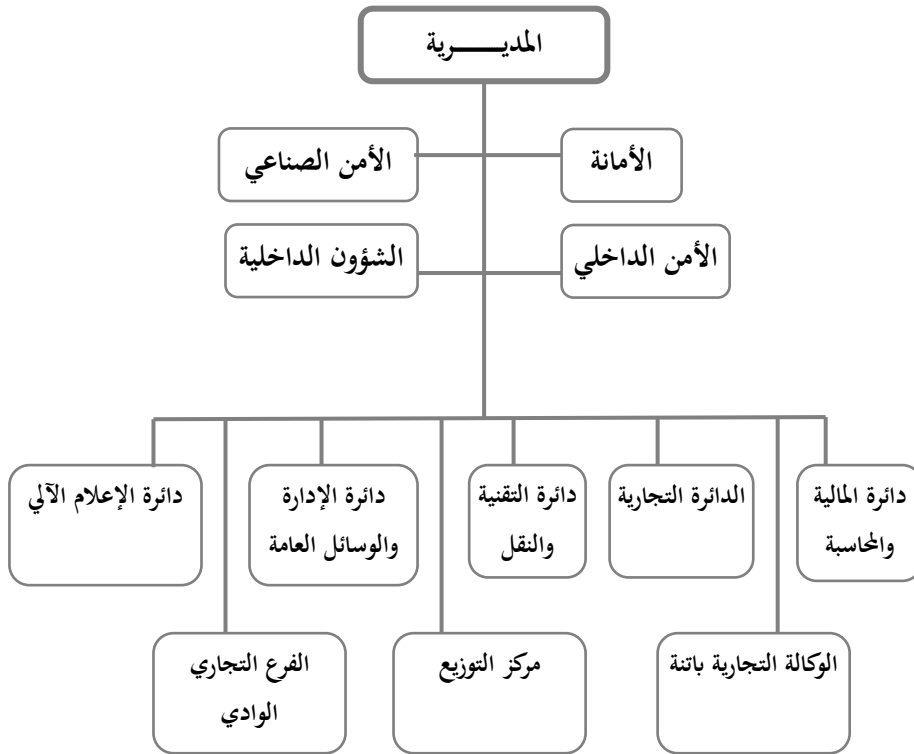 المديــــــرية
الأمانة
الأمن الصناعي
الأمن الداخلي
الشؤون الداخلية
دائرة المالية
والمحاسبة
الدائرة التجارية
دائرة التقنية
والنقل
دائرة الإدارة
والوسائل العامة
دائرة الإعلام الآلي
الوكالة التجارية باتنة
مركز التوزيع
الفرع التجاري
الوادي